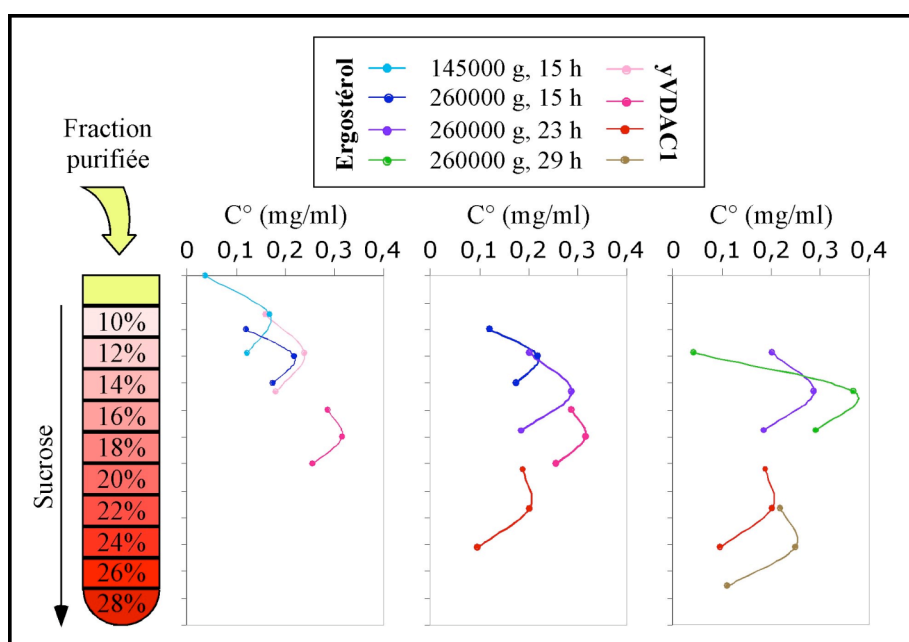 Ergostérol
145000 g, 15 h
260000 g, 15 h
260000 g, 23 h
260000 g, 29 h
yVDAC1
Fraction
purifiée
C° (mg/ml)
0 0,1 0,2 0,3 0,4
C° (mg/ml)
0 0,1 0,2 0,3 0,4
C° (mg/ml)
0 0,1 0,2 0,3 0,4
Sucrose
10%
12%
14%
16%
18%
20%
22%
24%
26%
28%